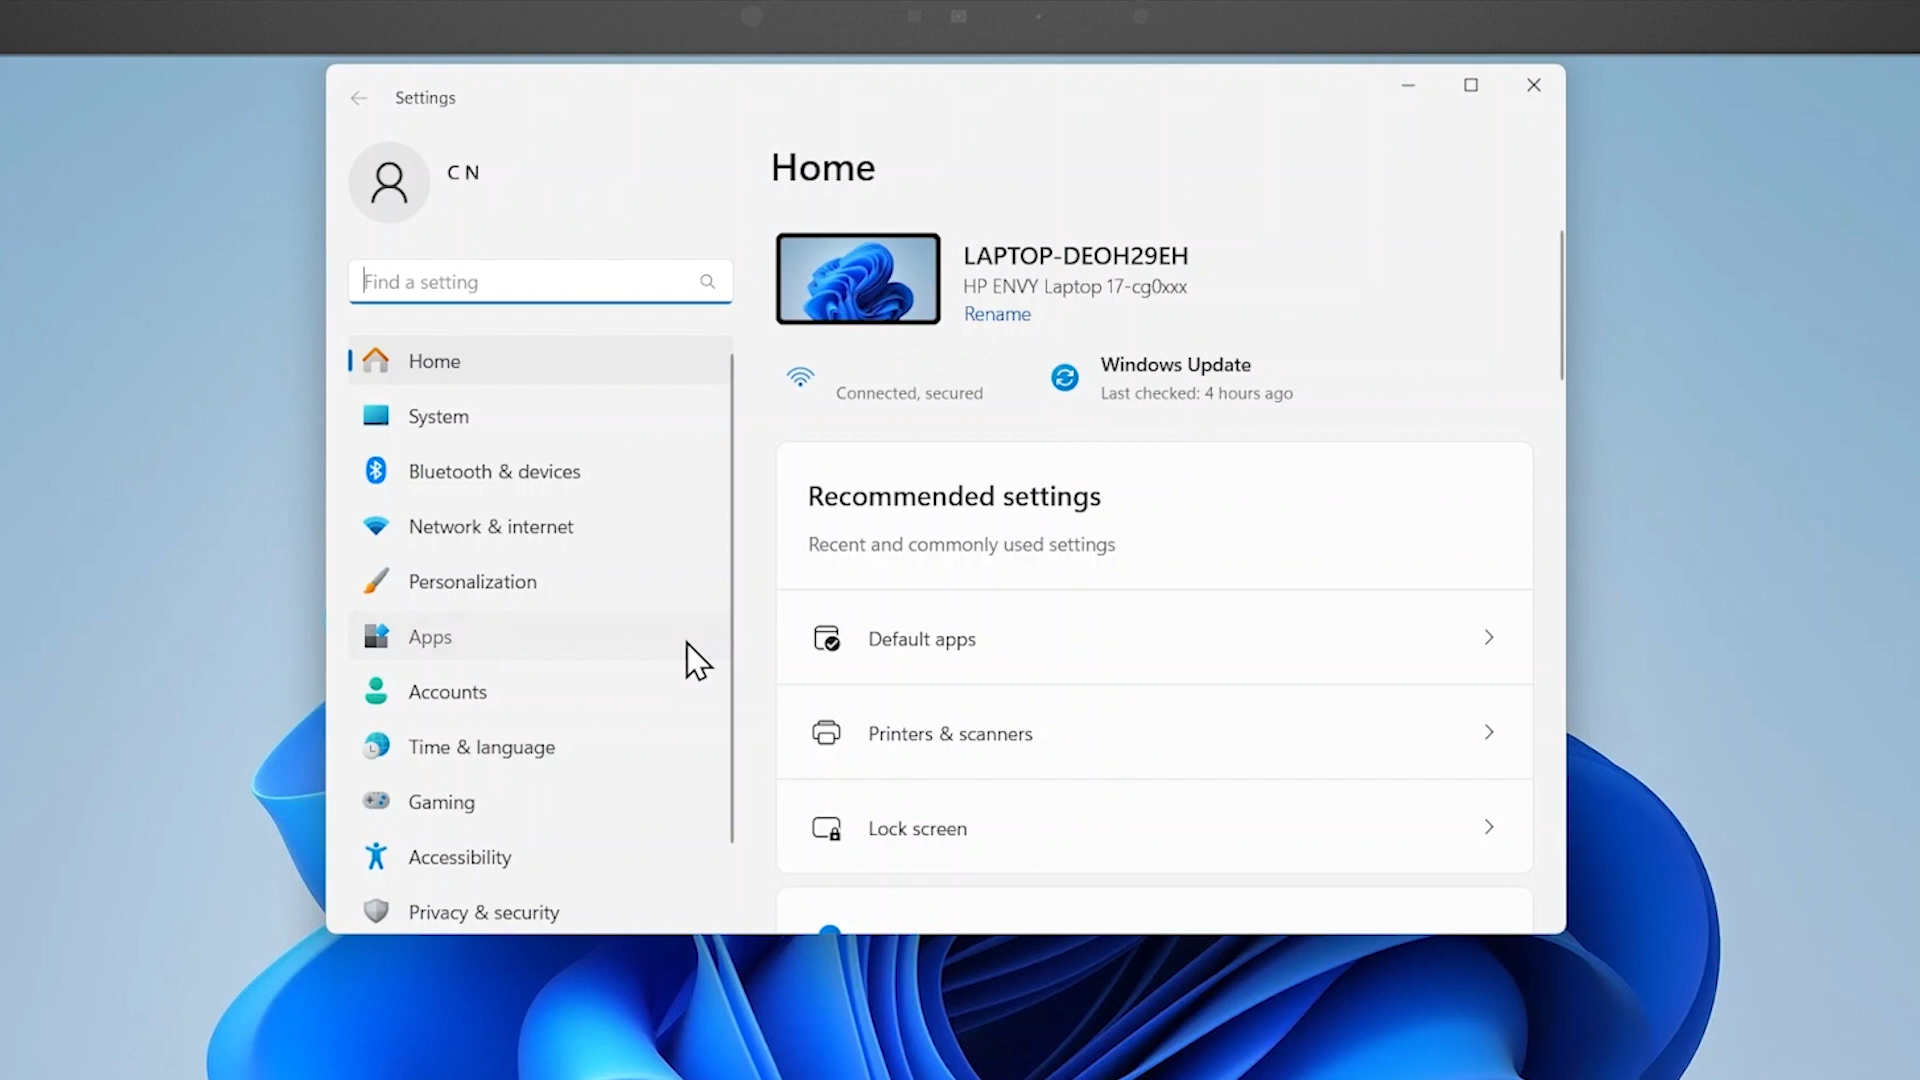 Settings
C N
Find a setting
Home
System
Bluetooth & devices
Network & internet
Personalization
Apps
Accounts
Time & language
Gaming
Accessibility
Privacy & security
Home
LAPTOP-DEOH29EH
HP ENVY Laptop 17-cg0xxx
Rename
Connected, secured
Windows Update
Last checked: 4 hours ago
Recommended settings
Recent and commonly used settings
Default apps
Printers & scanners
Lock screen